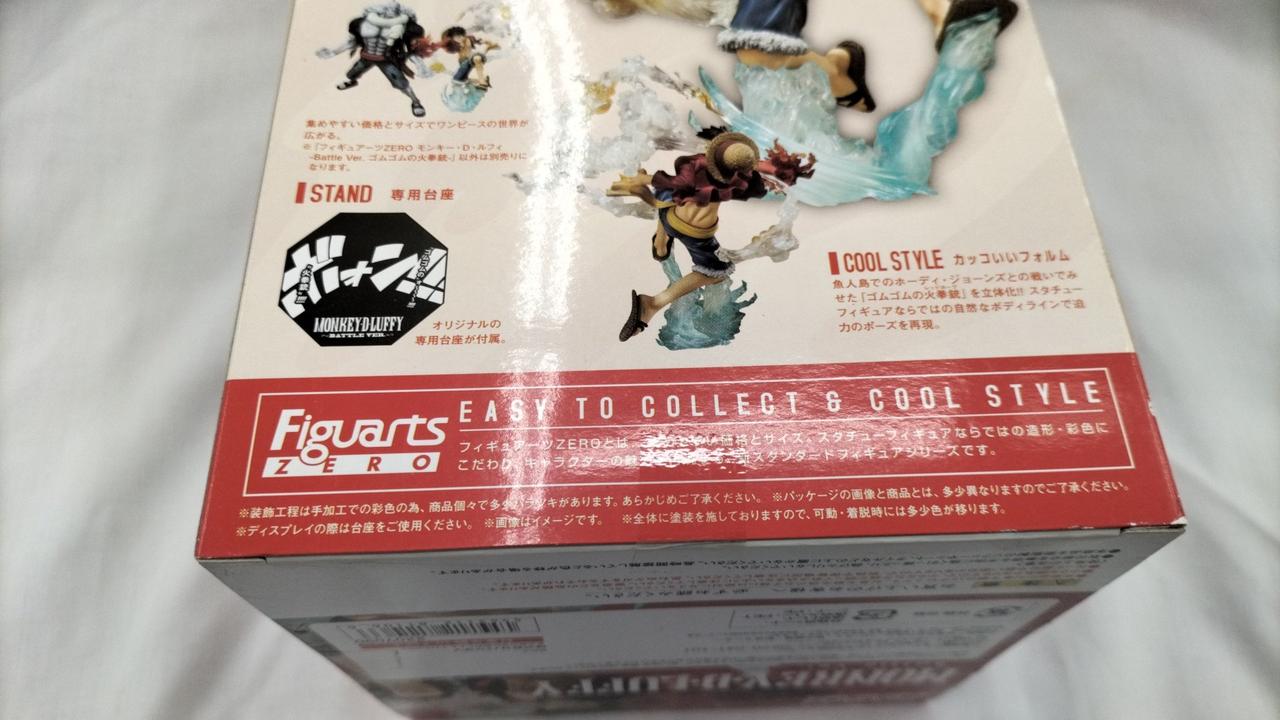 集めやすい価格とサイズでワンピースの世界が
広がる。
※「フィギュアーツZERO モンキー・D・ルフィ
-Battle Ver. ゴムゴムの火拳銃-」以外は別売りに
なります。
STAND 専用台座
ギャオン!!!
MONKEY・D・LUFFY
-BATTLE VER.-
オリジナルの
専用台座が付属。
COOL STYLE カッコいいフォルム
魚人島でのホーディ・ジョーンズとの戦いでみ
せた「ゴムゴムの火拳銃」を立体化!! スタチュー
フィギュアならではの自然なボディラインで迫
力のポーズを再現。
Figuarts
ZERO
EASY TO COLLECT & COOL STYLE
フィギュアーツZEROとは、 価格とサイズ、スタチューフィギュアならではの造形・彩色に
こだわり、キャラクターの スタンダードフィギュアシリーズです。
※装飾工程は手加工での彩色の為、商品個々で多少バラツキがあります。あらかじめご了承ください。 ※パッケージの画像と商品とは、多少異なりますのでご了承ください。
※ディスプレイの際は台座をご使用ください。 ※画像はイメージです。 ※全体に塗装を施しておりますので、可動・着脱時には多少色が移ります。
必ずお読みください。
MONKEY・D・LUFFY